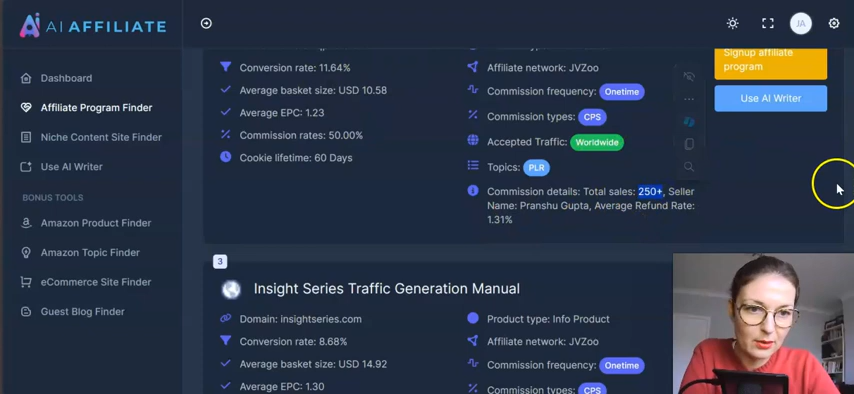 AI AFFILIATE
JA
Dashboard
Affiliate Program Finder
Niche Content Site Finder
Use AI Writer
BONUS TOOLS
Amazon Product Finder
Amazon Topic Finder
eCommerce Site Finder
Guest Blog Finder
Conversion rate: 11.64%
Average basket size: USD 10.58
Average EPC: 1.23
Commission rates: 50.00%
Cookie lifetime: 60 Days
Affiliate network: JVZoo
Commission frequency: Onetime
Commission types: CPS
Accepted Traffic: Worldwide
Topics: PLR
Commission details: Total sales: 250+, Seller
Name: Pranshu Gupta, Average Refund Rate:
1.31%
Signup affiliate
program
Use AI Writer
3
Insight Series Traffic Generation Manual
Domain: insightseries.com
Conversion rate: 8.68%
Average basket size: USD 14.92
Average EPC: 1.30
Product type: Info Product
Affiliate network: JVZoo
Commission frequency: Onetime
Commission types: CPS